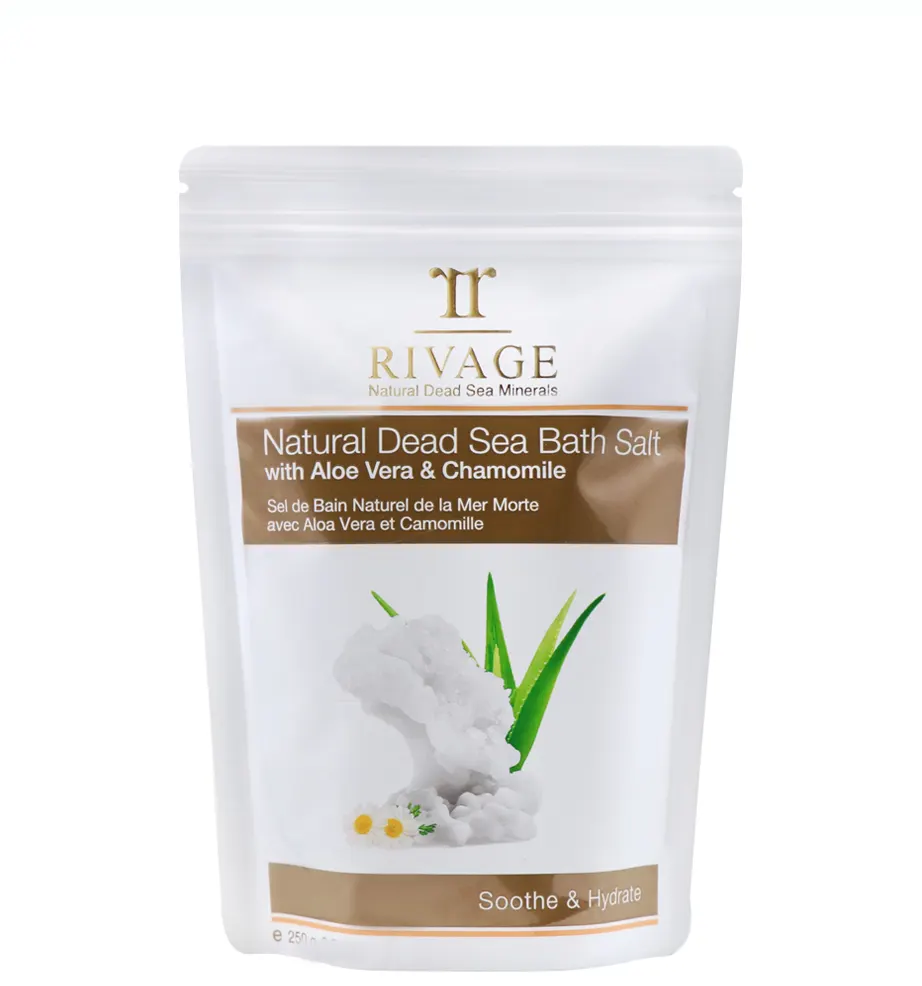 RIVAGE
Natural Dead Sea Minerals
Natural Dead Sea Bath Salt
with Aloe Vera & Chamomile
Sel de Bain Naturel de la Mer Morte
avec Aloa Vera et Camomille
Soothe & Hydrate
e 250